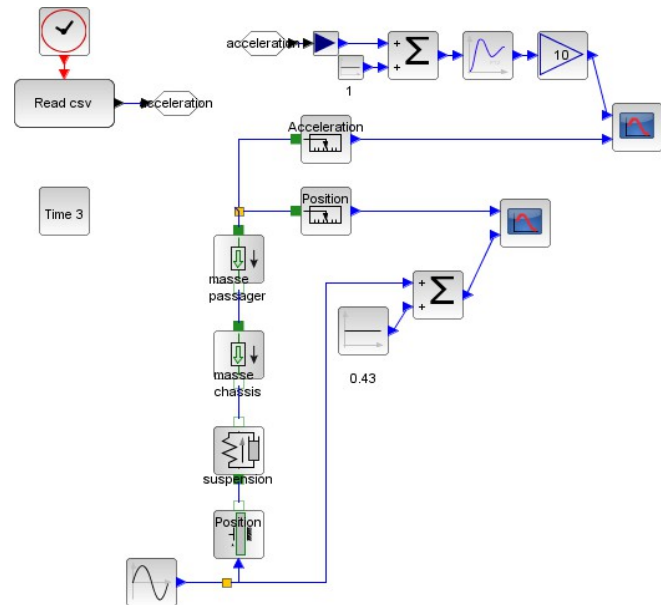 acceleration
10
1
Read csv
acceleration
Acceleration
Time 3
Position
masse
passager
0.43
masse
chassis
suspension
Position